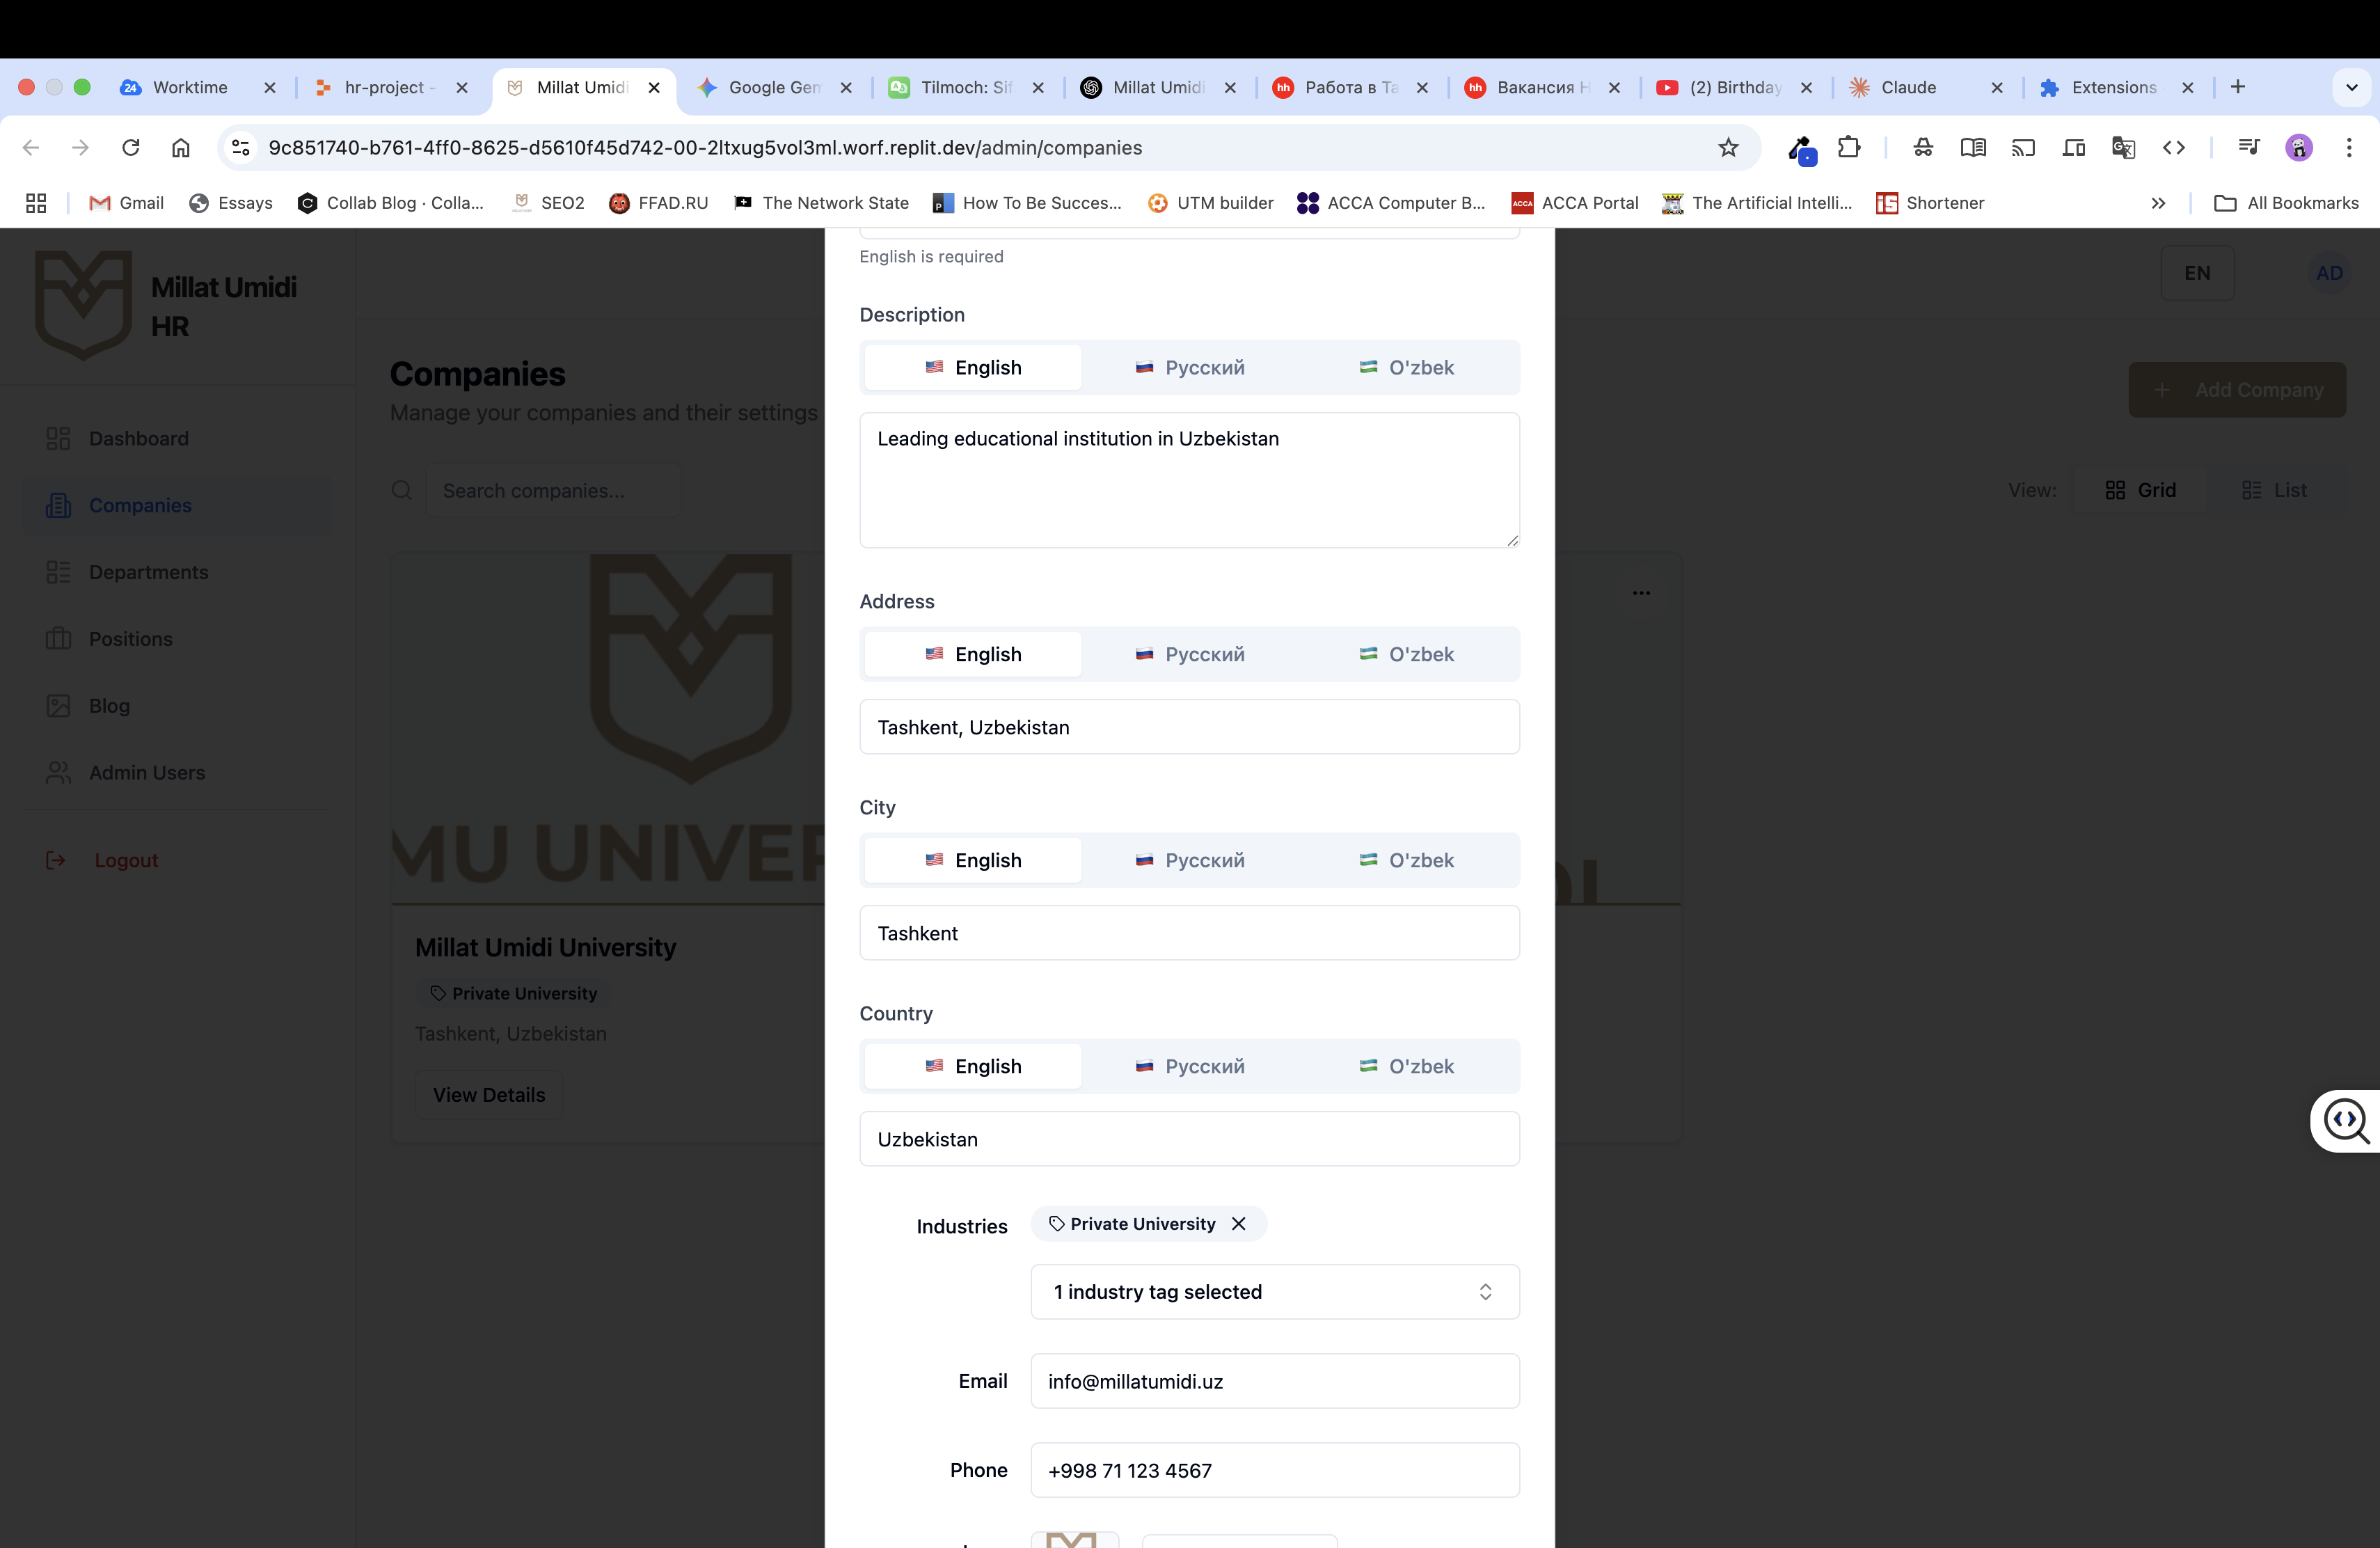 24 Worktime
hr-project -
Millat Umidi
Google Gem
Tilmoch: Sif
Millat Umidi
hh Работа в Та
hh Вакансия Н
(2) Birthday
Claude
Extensions
9c851740-b761-4ff0-8625-d5610f45d742-00-2ltxug5vol3ml.worf.replit.dev/admin/companies
Gmail
Essays
Collab Blog · Colla...
SEO2
FFAD.RU
The Network State
How To Be Succes...
UTM builder
ACCA Computer B...
ACCA ACCA Portal
The Artificial Intelli...
Shortener
All Bookmarks
Millat Umidi
HR
Dashboard
Companies
Departments
Positions
Blog
Admin Users
Logout
EN
AD
Companies
Manage your companies and their settings
+ Add Company
Search companies...
View:
Grid
List
MU UNIVER
DI
Millat Umidi University
Private University
Tashkent, Uzbekistan
View Details
English is required
Description
English
Русский
O'zbek
Leading educational institution in Uzbekistan
Address
English
Русский
O'zbek
Tashkent, Uzbekistan
City
English
Русский
O'zbek
Tashkent
Country
English
Русский
O'zbek
Uzbekistan
Industries
Private University
1 industry tag selected
Email
info@millatumidi.uz
Phone
+998 71 123 4567